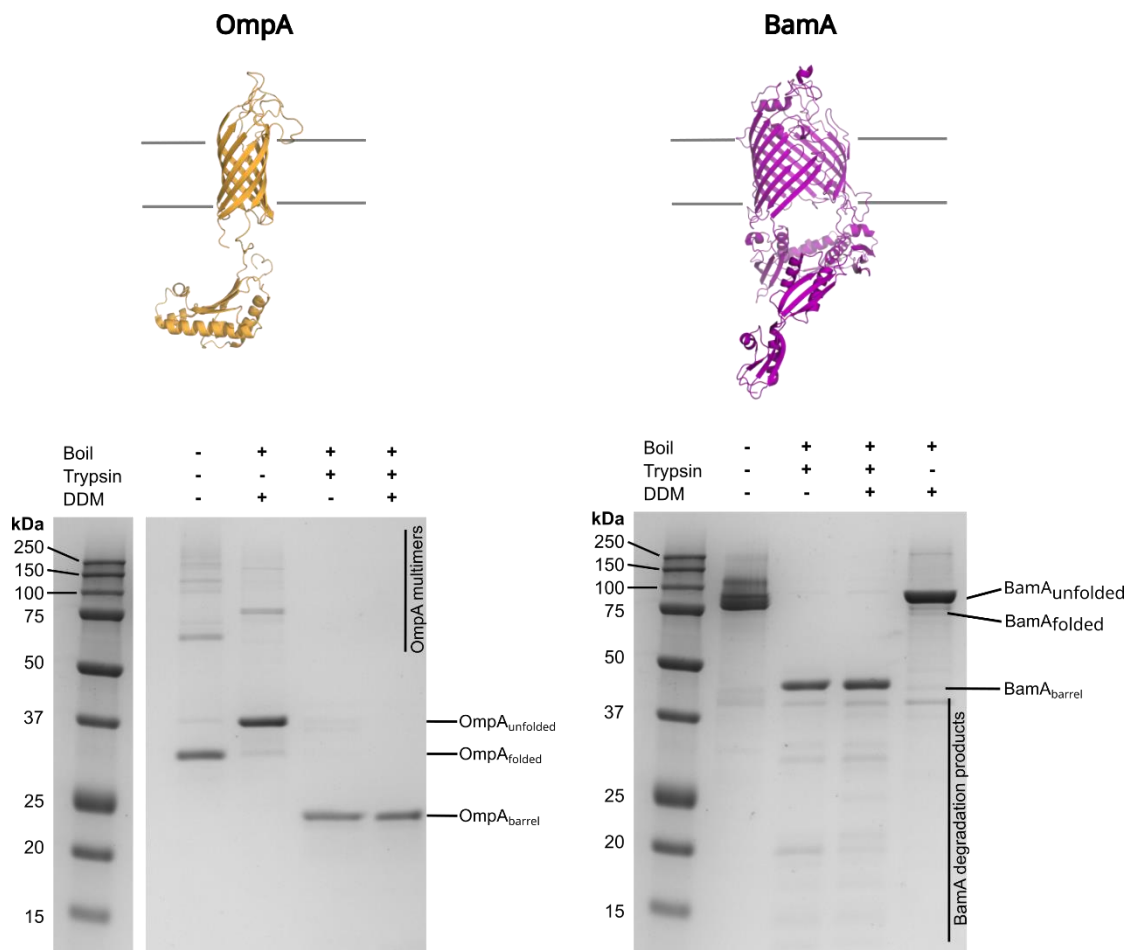 OmpA
BamA
Boil - + + +
Trypsin - - + +
DDM - + - +
kDa
250
150
100
75
50
37
25
20
15
OmpA multimers
OmpAunfolded
OmpAfolded
OmpAbarrel
Boil - + + +
Trypsin - + + -
DDM - - + +
kDa
250
150
100
75
50
37
25
20
15
BamAunfolded
BamAfolded
BamAbarrel
BamA degradation products